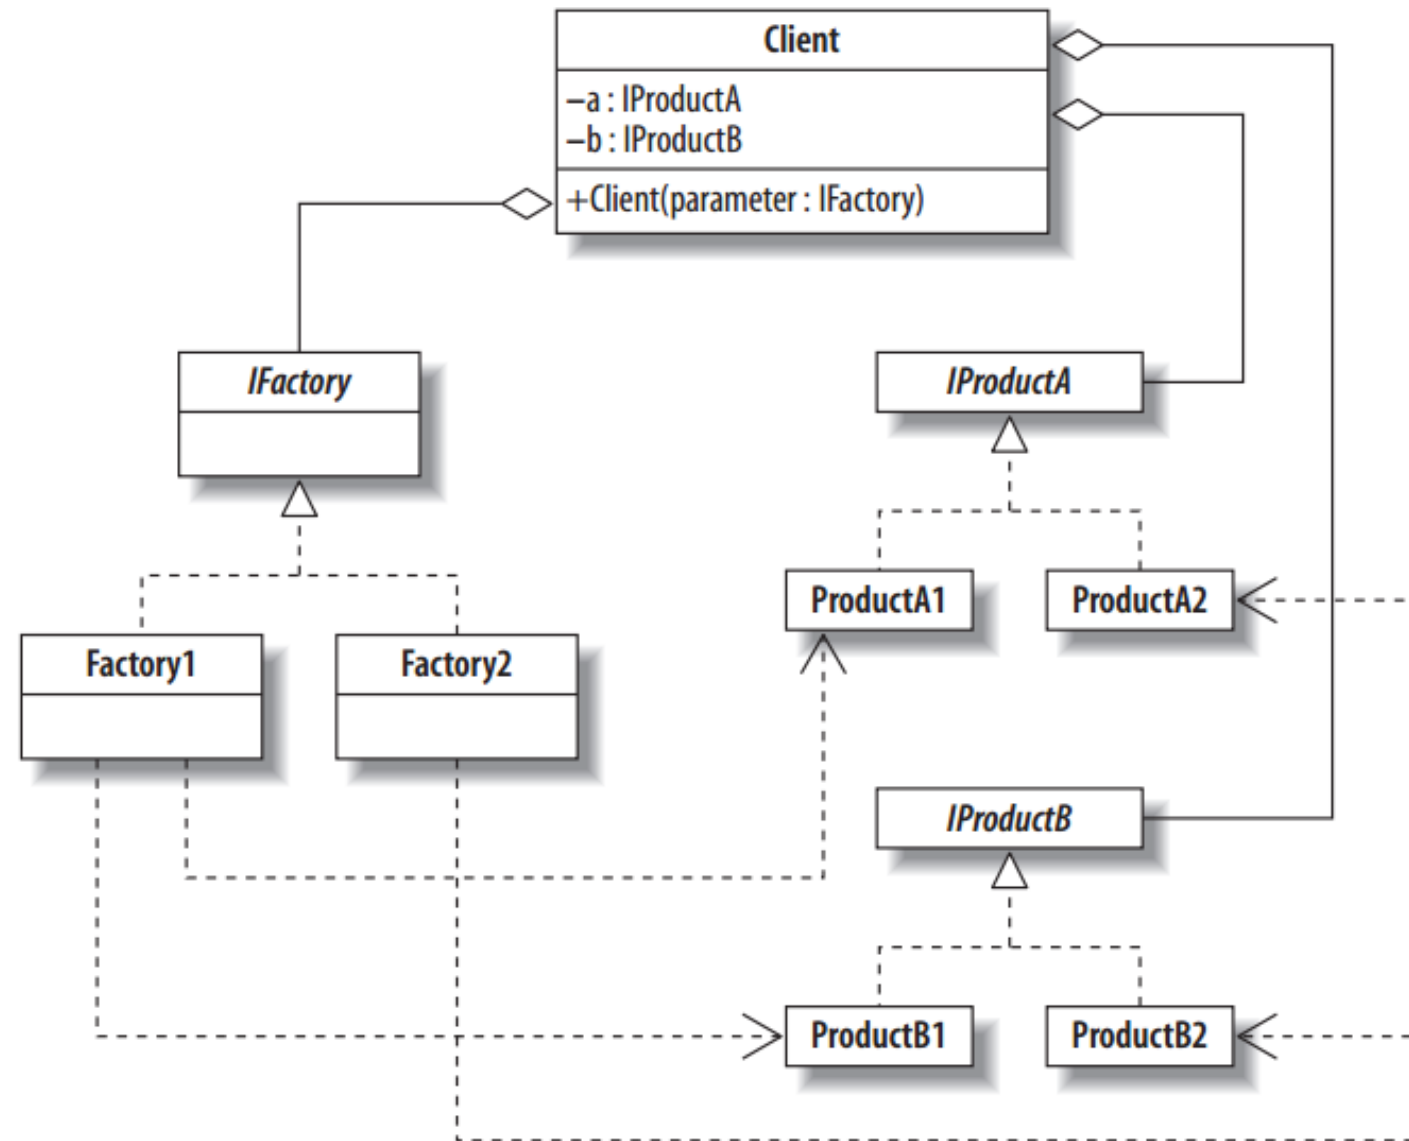 Client
–a : IProductA
–b : IProductB
+Client(parameter : IFactory)
IFactory
IProductA
ProductA1
ProductA2
Factory1
Factory2
IProductB
ProductB1
ProductB2